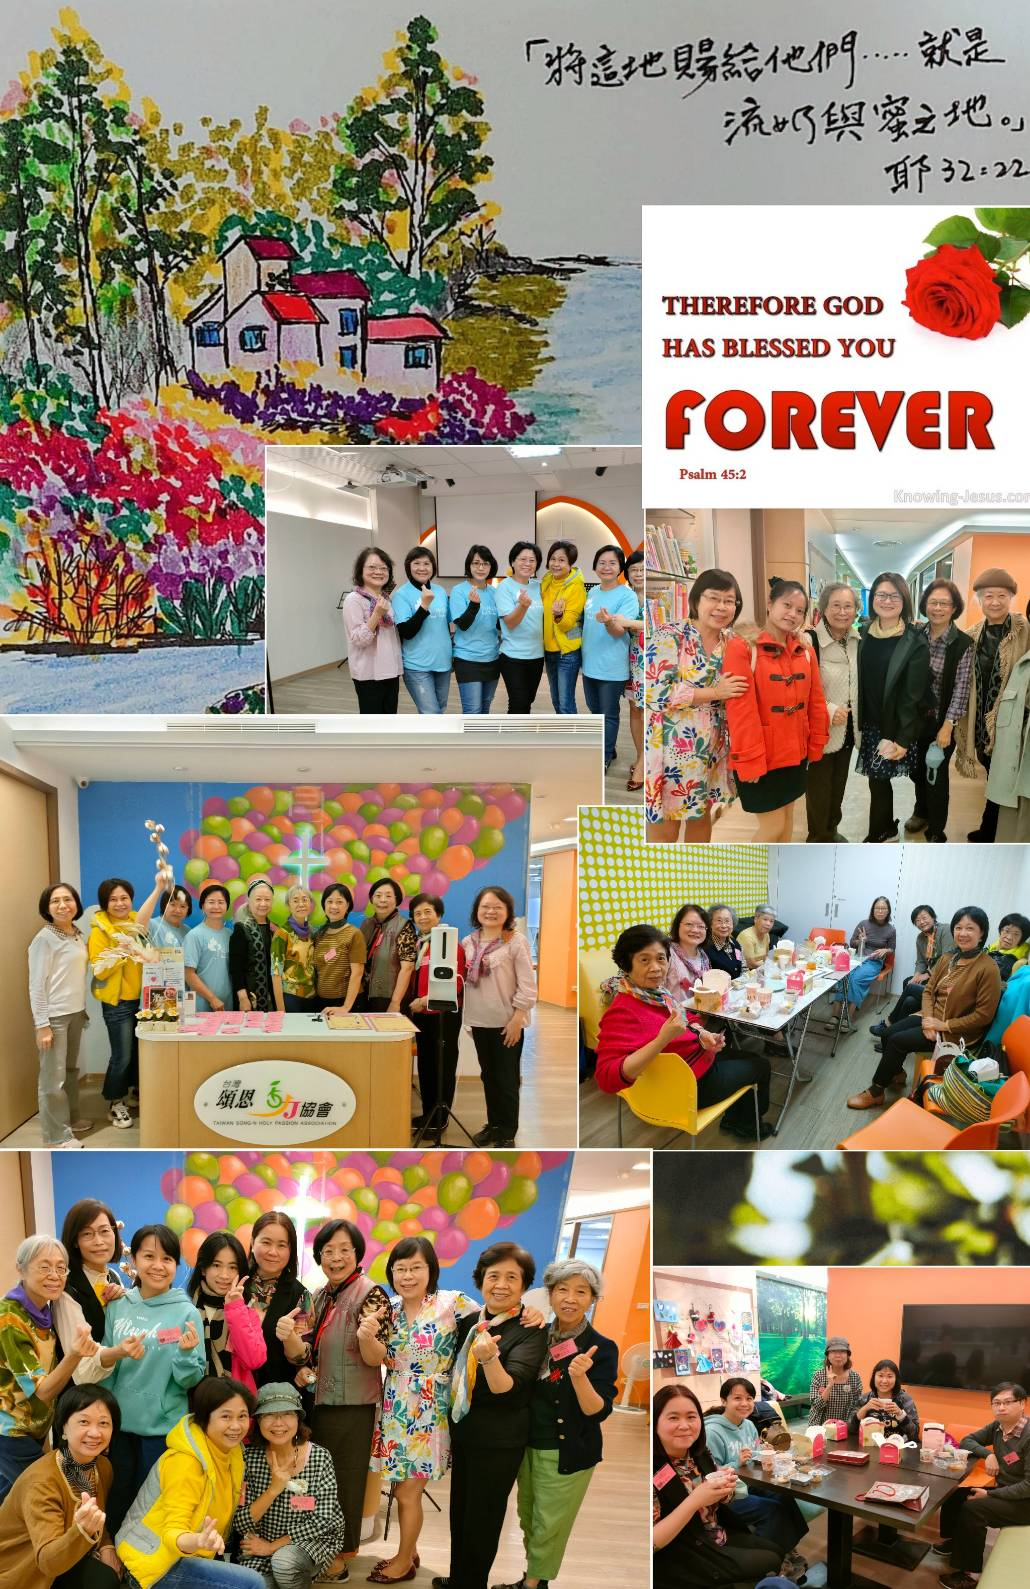 「將這地賜給他們.....就是
流奶與蜜之地。」
耶 32:22
THEREFORE GOD
HAS BLESSED YOU
FOREVER
Psalm 45:2
Knowing-Jesus.com
台灣
頌恩
協會
TAIWAN SONG-N HOLY PASSION ASSOCIATION